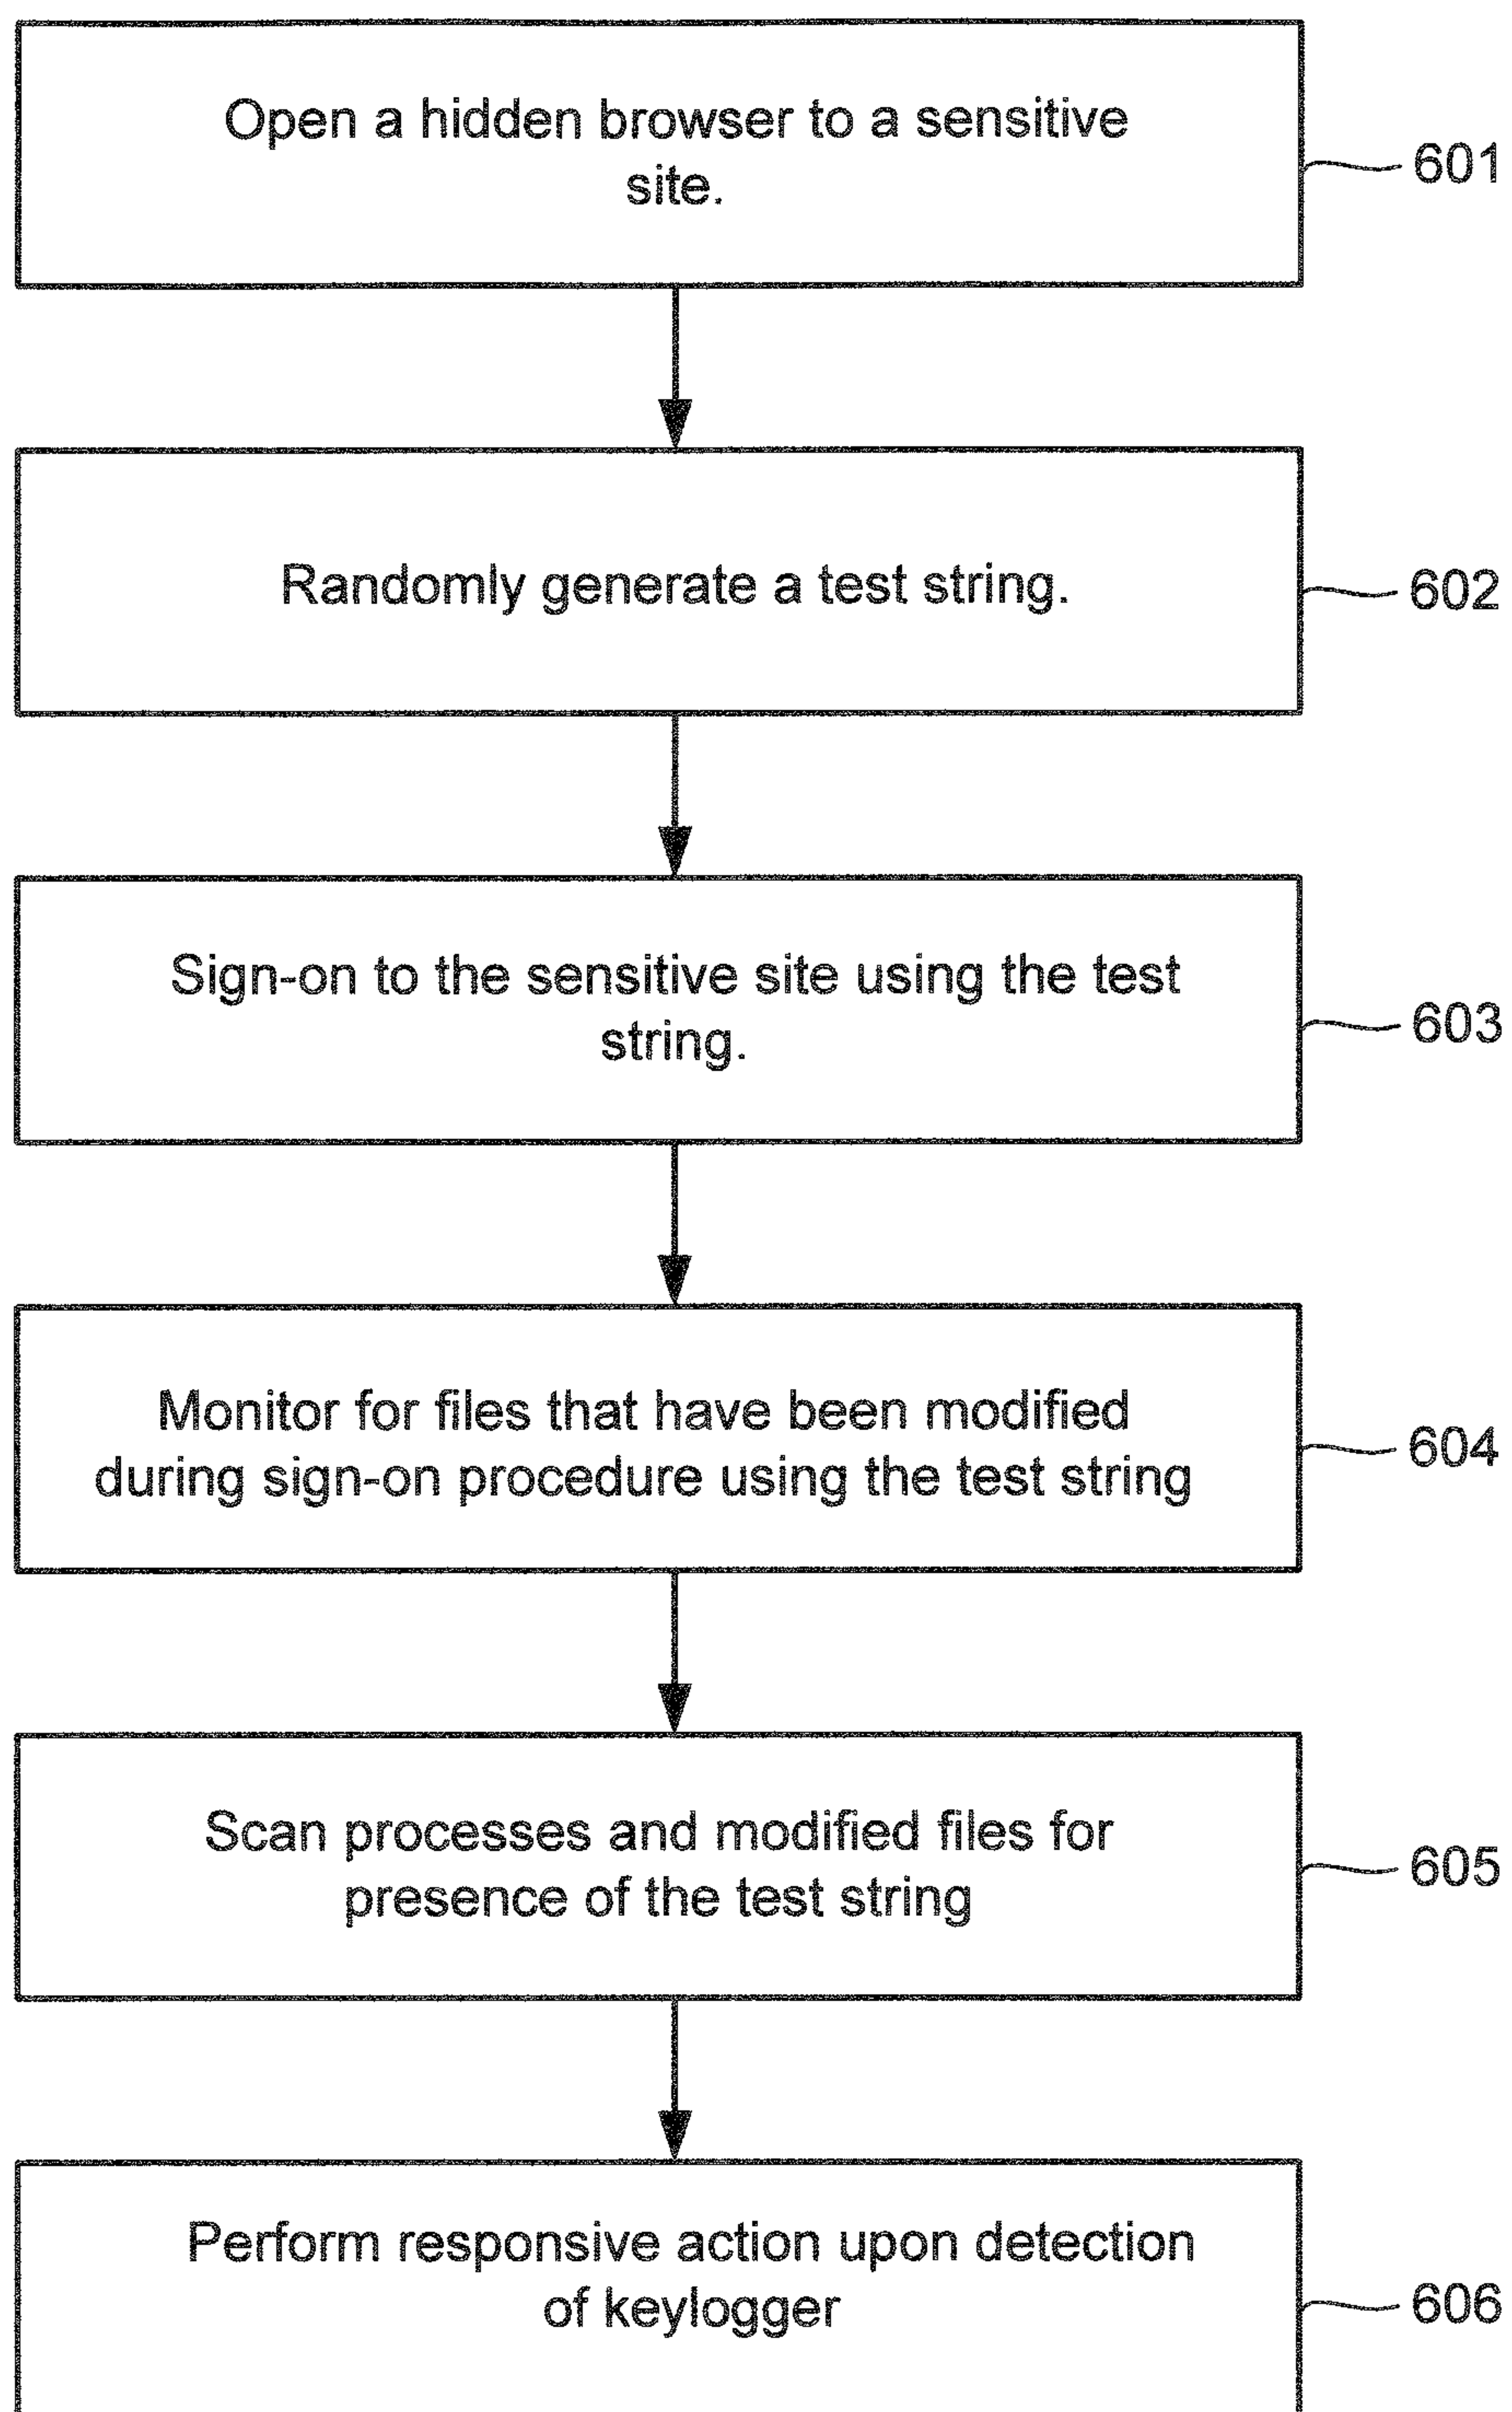 Open a hidden browser to a sensitive
site.
601
Randomly generate a test string.
602
Sign-on to the sensitive site using the test
string.
603
Monitor for files that have been modified
during sign-on procedure using the test string
604
Scan processes and modified files for
presence of the test string
605
Perform responsive action upon detection
of keylogger
606